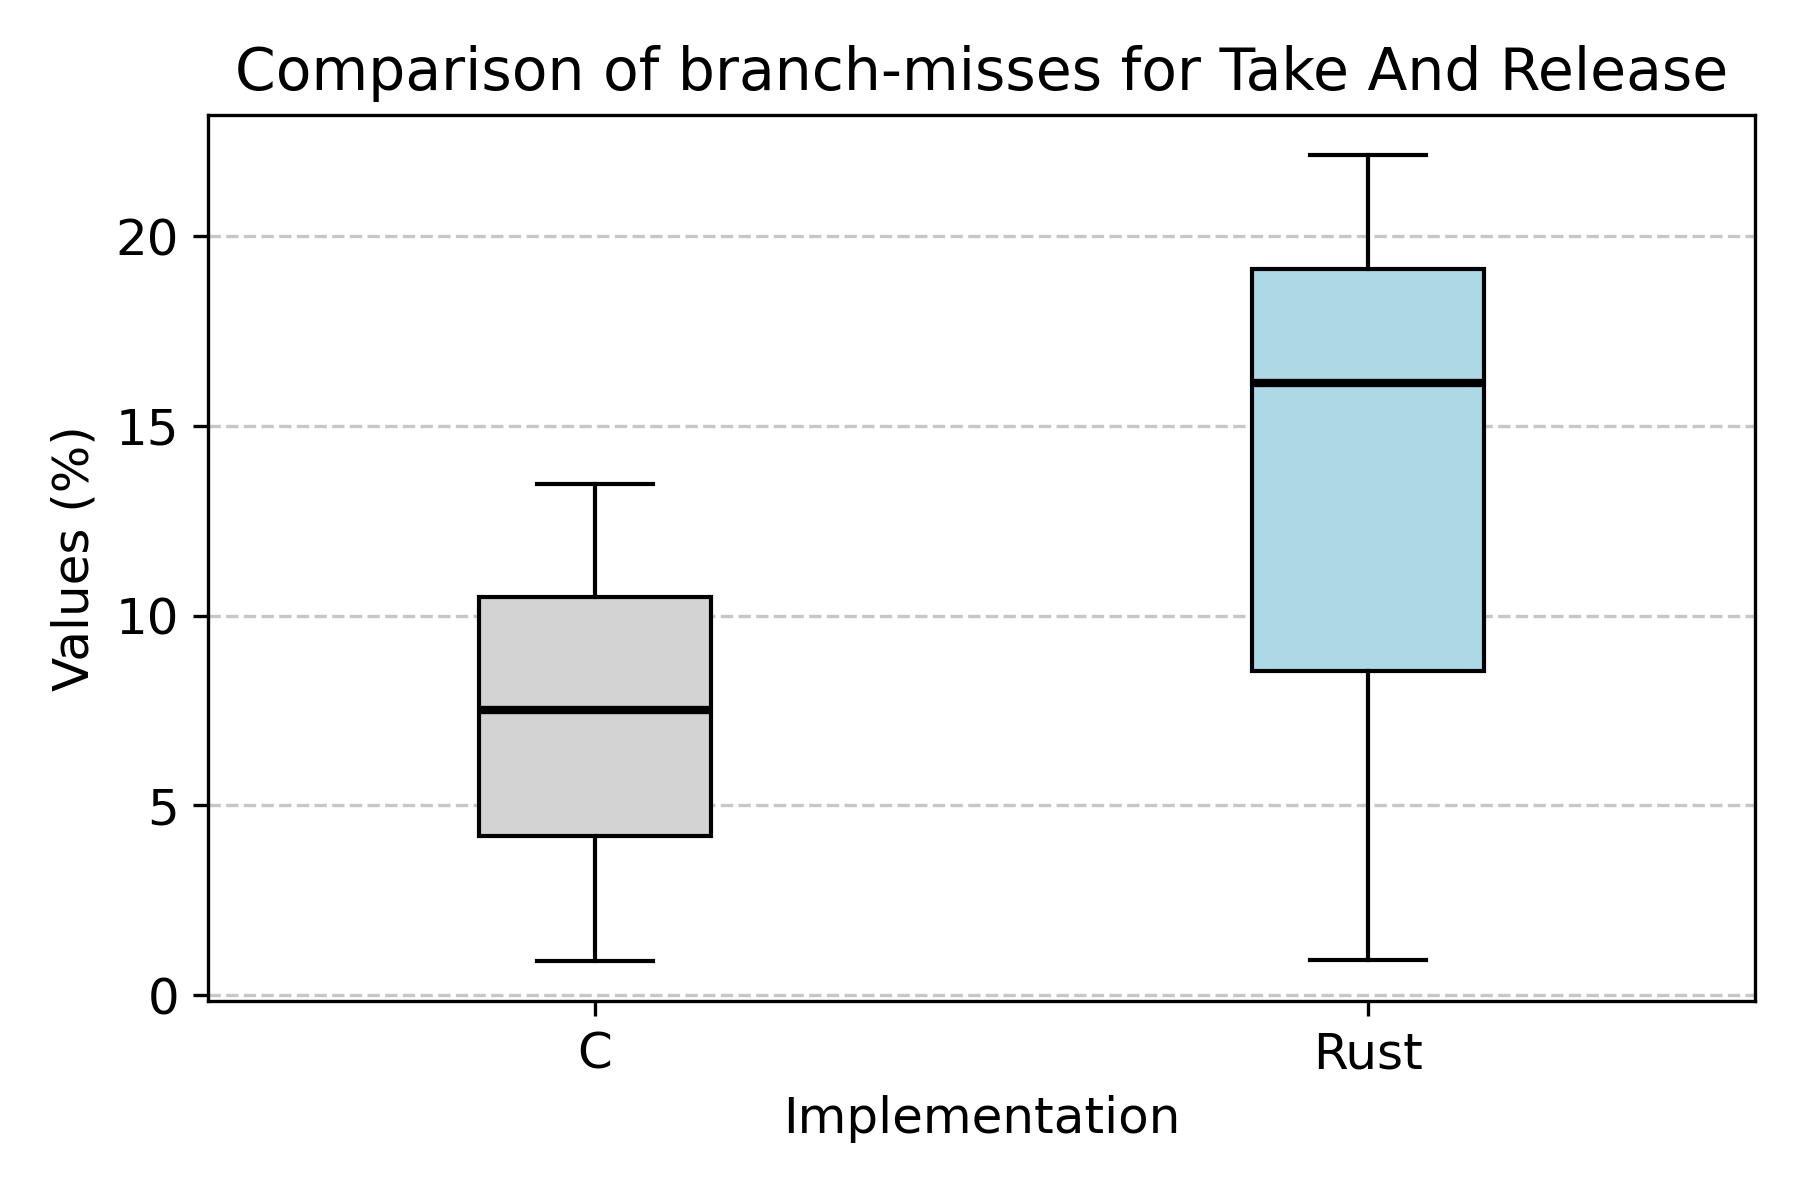 Comparison of branch-misses for Take And Release
Values (%)
20
15
10
5
0
C
Rust
Implementation